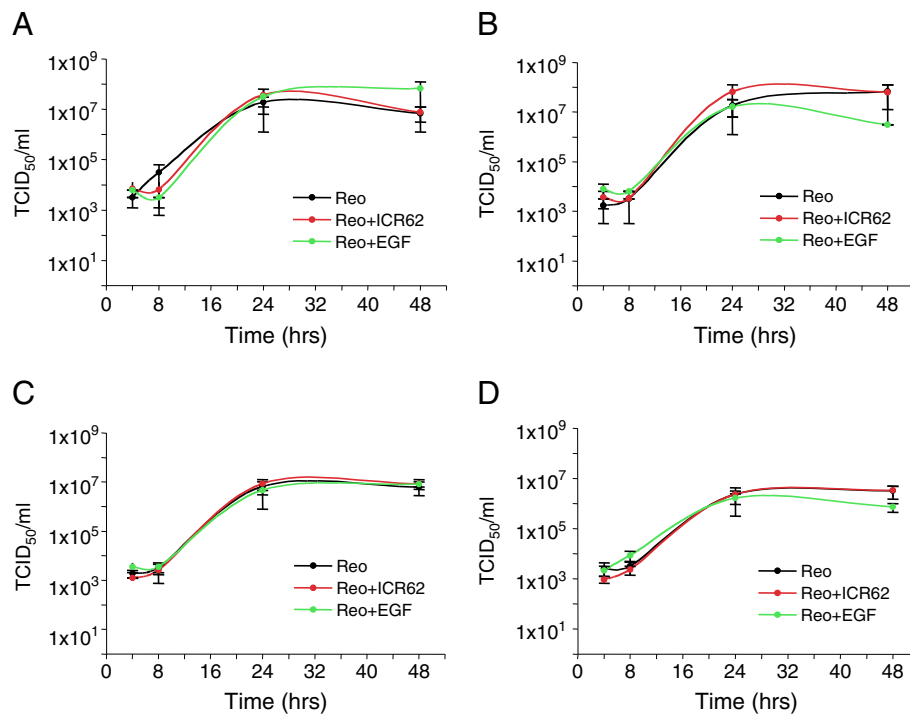 A
TCID50/ml
1x10^9
1x10^7
1x10^5
1x10^3
1x10^1
Reo
Reo+ICR62
Reo+EGF
0 8 16 24 32 40 48
Time (hrs)
B
TCID50/ml
1x10^9
1x10^7
1x10^5
1x10^3
1x10^1
Reo
Reo+ICR62
Reo+EGF
0 8 16 24 32 40 48
Time (hrs)
C
TCID50/ml
1x10^9
1x10^7
1x10^5
1x10^3
1x10^1
Reo
Reo+ICR62
Reo+EGF
0 8 16 24 32 40 48
Time (hrs)
D
TCID50/ml
1x10^9
1x10^7
1x10^5
1x10^3
1x10^1
Reo
Reo+ICR62
Reo+EGF
0 8 16 24 32 40 48
Time (hrs)